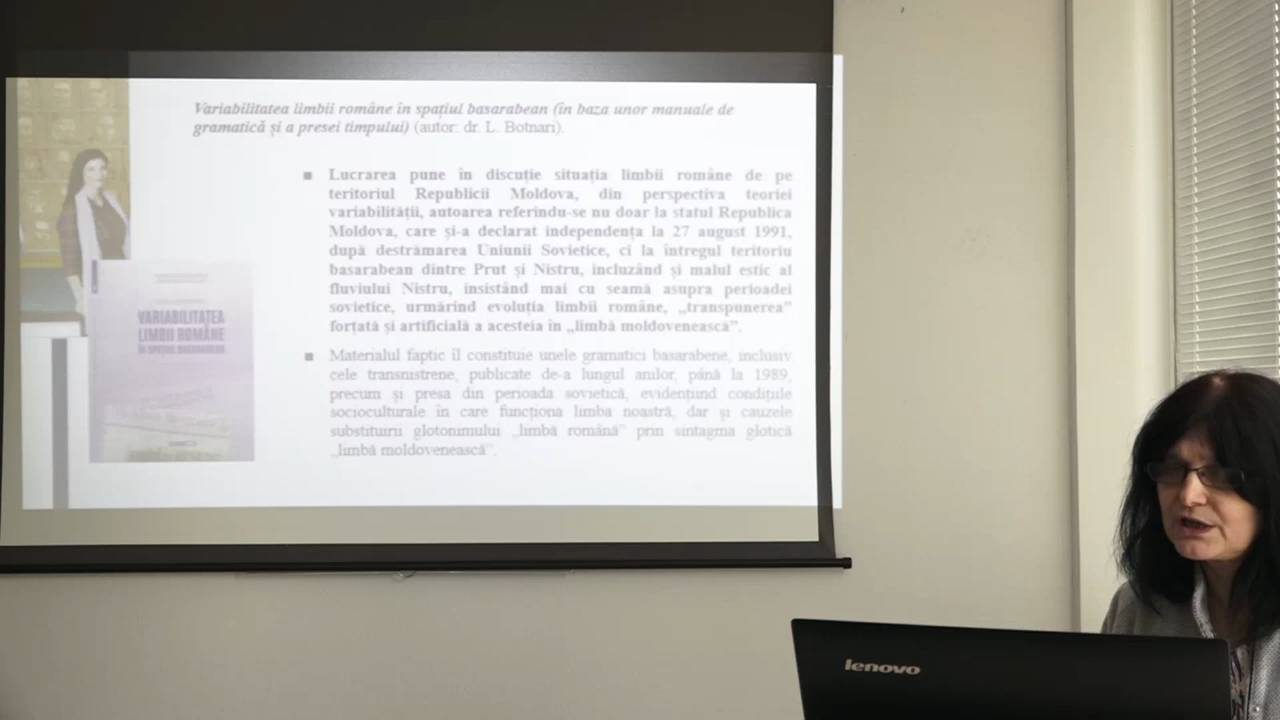 Variabilitatea limbii române în spațiul basarabean (în baza unor manuale de
gramatică și a presei timpului) (autor: dr. L. Botnari).
■ Lucrarea pune în discuție situația limbii române de pe
teritoriul Republicii Moldova, din perspectiva teoriei
variabilității, autoarea referindu-se nu doar la statul Republica
Moldova, care și-a declarat independența la 27 august 1991,
după destrămarea Uniunii Sovietice, ci la întregul teritoriu
basarabean dintre Prut și Nistru, incluzând și malul estic al
fluviului Nistru, insistând mai cu seamă asupra perioadei
sovietice, urmărind evoluția limbii române, „transpunerea”
forțată și artificială a acesteia în „limbă moldovenească”.
■ Materialul faptic îl constituie unele gramatici basarabene, inclusiv
cele transnistrene, publicate de-a lungul anilor, până la 1989,
precum și presa din perioada sovietică, evidențiind condițiile
socioculturale în care funcționa limba noastră, dar și cauzele
substituirii glotonimului „limbă română” prin sintagma glotică
„limbă moldovenească”.
VARIABILITATEA
LIMBII ROMÂNE
ÎN SPAȚIUL BASARABEAN
lenovo